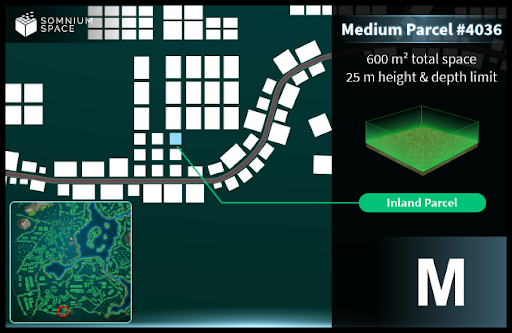 SOMNIUM
SPACE
Medium Parcel #4036
600 m² total space
25 m height & depth limit
Inland Parcel
M